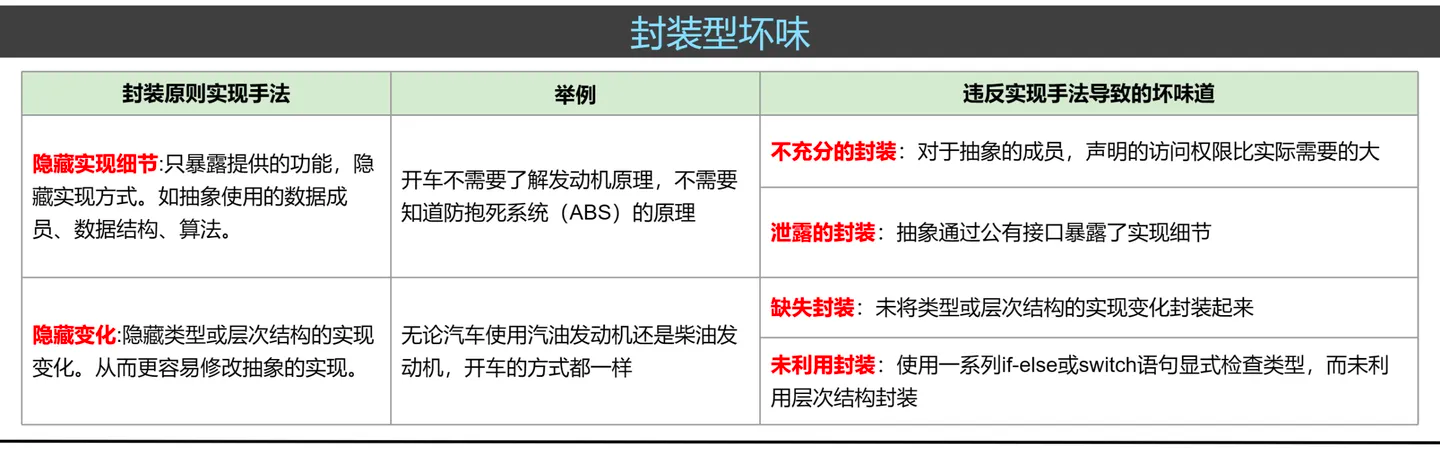 封装型坏味
封装原则实现手法
举例
违反实现手法导致的坏味道
隐藏实现细节:只暴露提供的功能，隐
藏实现方式。如抽象使用的数据成
员、数据结构、算法。
开车不需要了解发动机原理，不需要
知道防抱死系统（ABS）的原理
不充分的封装：对于抽象的成员，声明的访问权限比实际需要的大
泄露的封装：抽象通过公有接口暴露了实现细节
隐藏变化:隐藏类型或层次结构的实现
变化。从而更容易修改抽象的实现。
无论汽车使用汽油发动机还是柴油发
动机，开车的方式都一样
缺失封装：未将类型或层次结构的实现变化封装起来
未利用封装：使用一系列if-else或switch语句显式检查类型，而未利
用层次结构封装